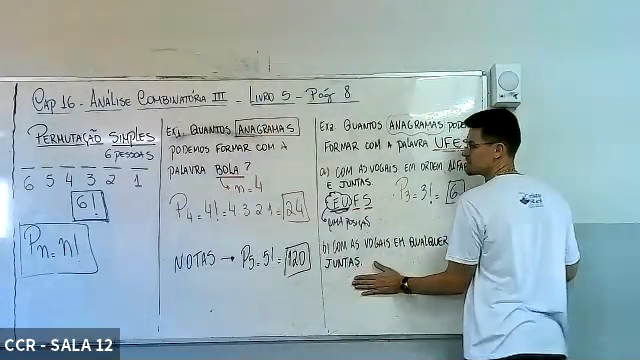 CAP 16 - ANÁLISE COMBINATÓRIA III - LIVRO 5 - PÁG 8
PERMUTAÇÃO SIMPLES
6 PESSOAS
6 5 4 3 2 1
6!
Pn = n!
EX1. QUANTOS ANAGRAMAS
PODEMOS FORMAR COM A
PALAVRA BOLA?
n=4
P4 = 4! = 4.3.2.1 = 24
NOTAS → P5 = 5! = 120
EX2. QUANTOS ANAGRAMAS
FORMAR COM A PALAVRA UFES
a) COM AS VOGAIS EM ORDEM
E JUNTAS.
P3 = 3! = 6
EUFS
UMA POSIÇÃO
b) COM AS VOGAIS EM QUALQUER
JUNTAS.
CCR - SALA 12